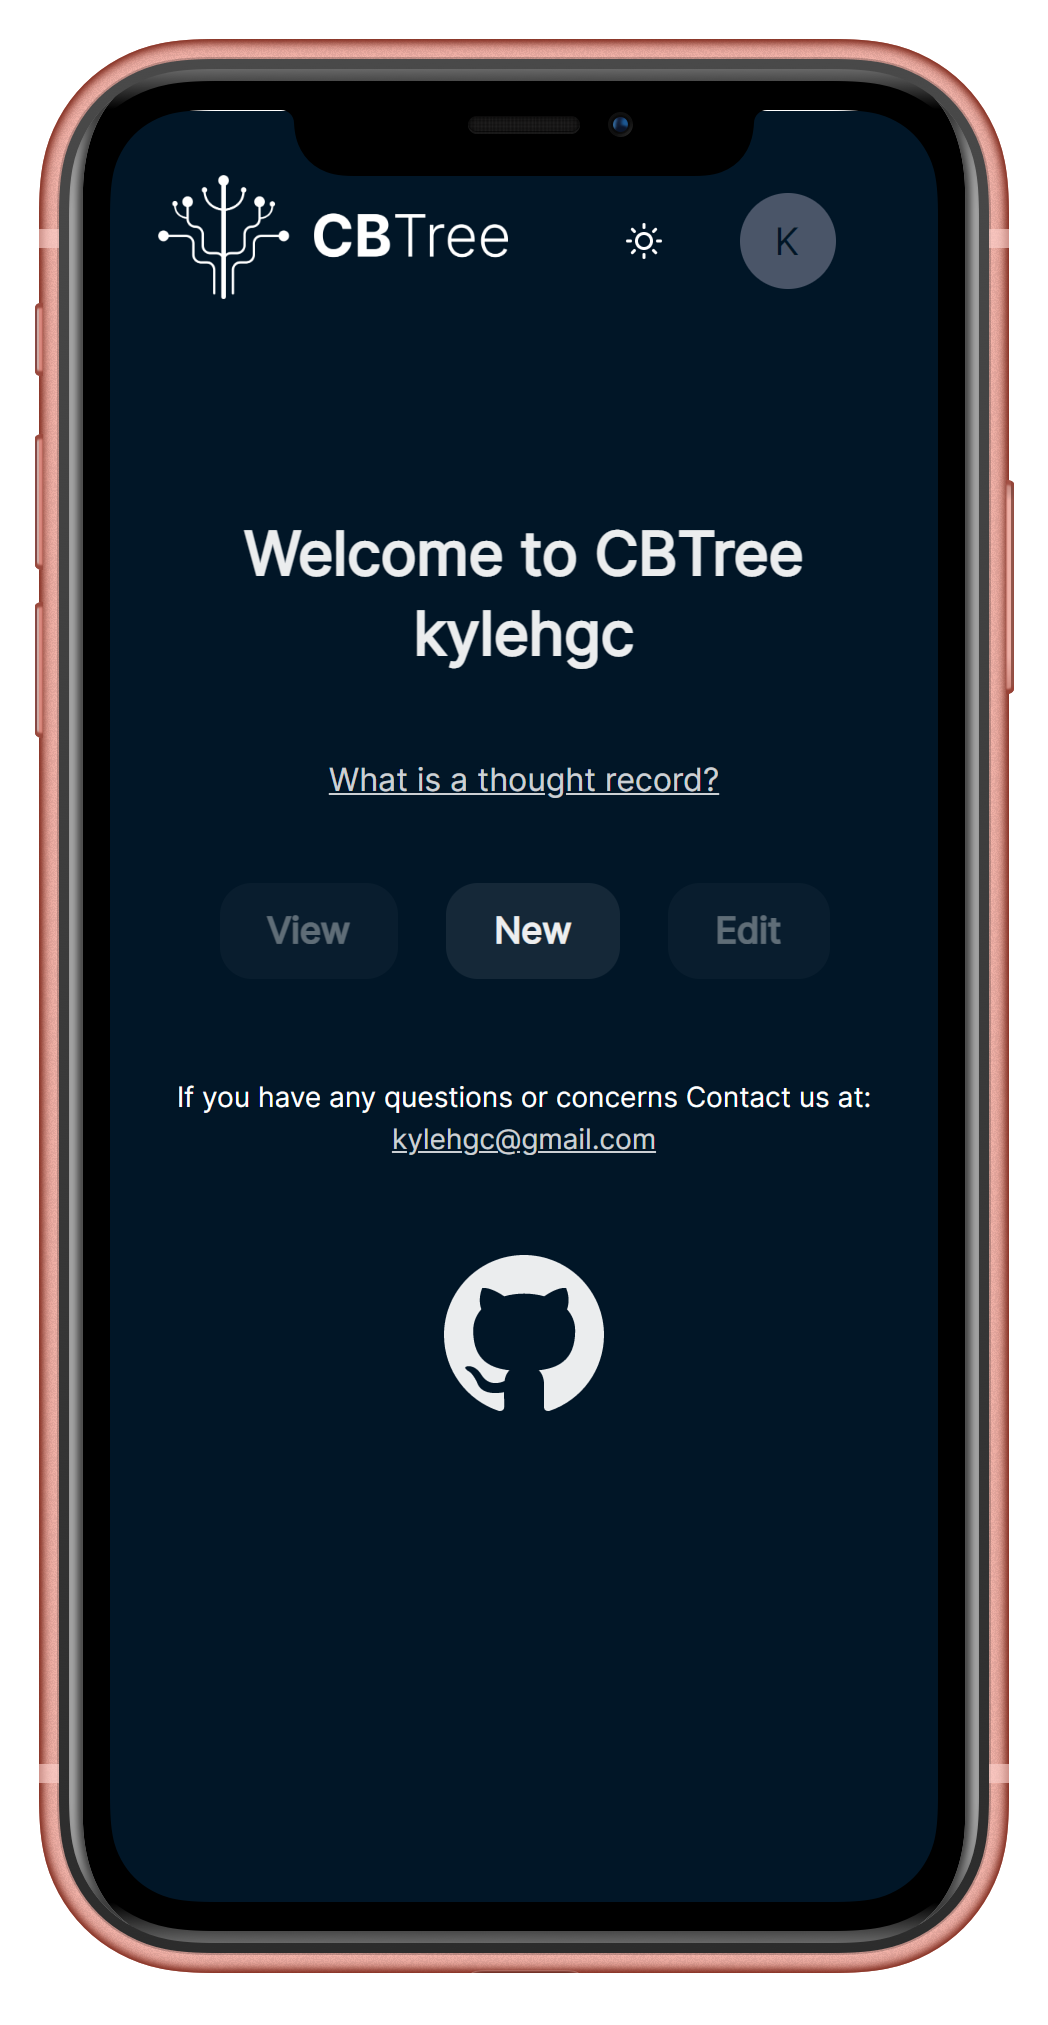 CBTree
K
Welcome to CBTree
kylehgc
What is a thought record?
View New Edit
If you have any questions or concerns Contact us at:
kylehgc@gmail.com